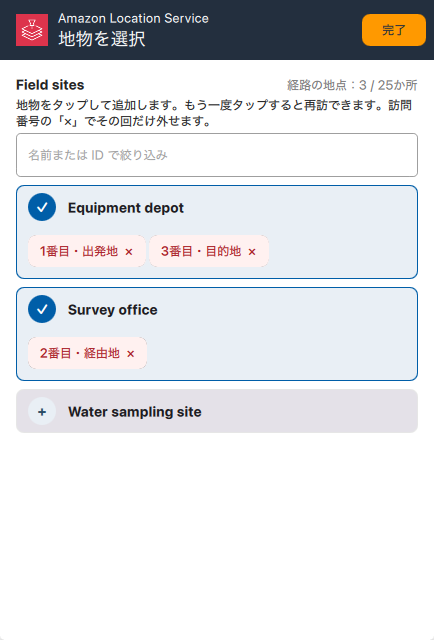 Amazon Location Service
地物を選択
完了
Field sites
経路の地点：3 / 25か所
地物をタップして追加します。もう一度タップすると再訪できます。訪問
番号の「×」でその回だけ外せます。
名前または ID で絞り込み
Equipment depot
1番目・出発地 ×
3番目・目的地 ×
Survey office
2番目・経由地 ×
+ Water sampling site